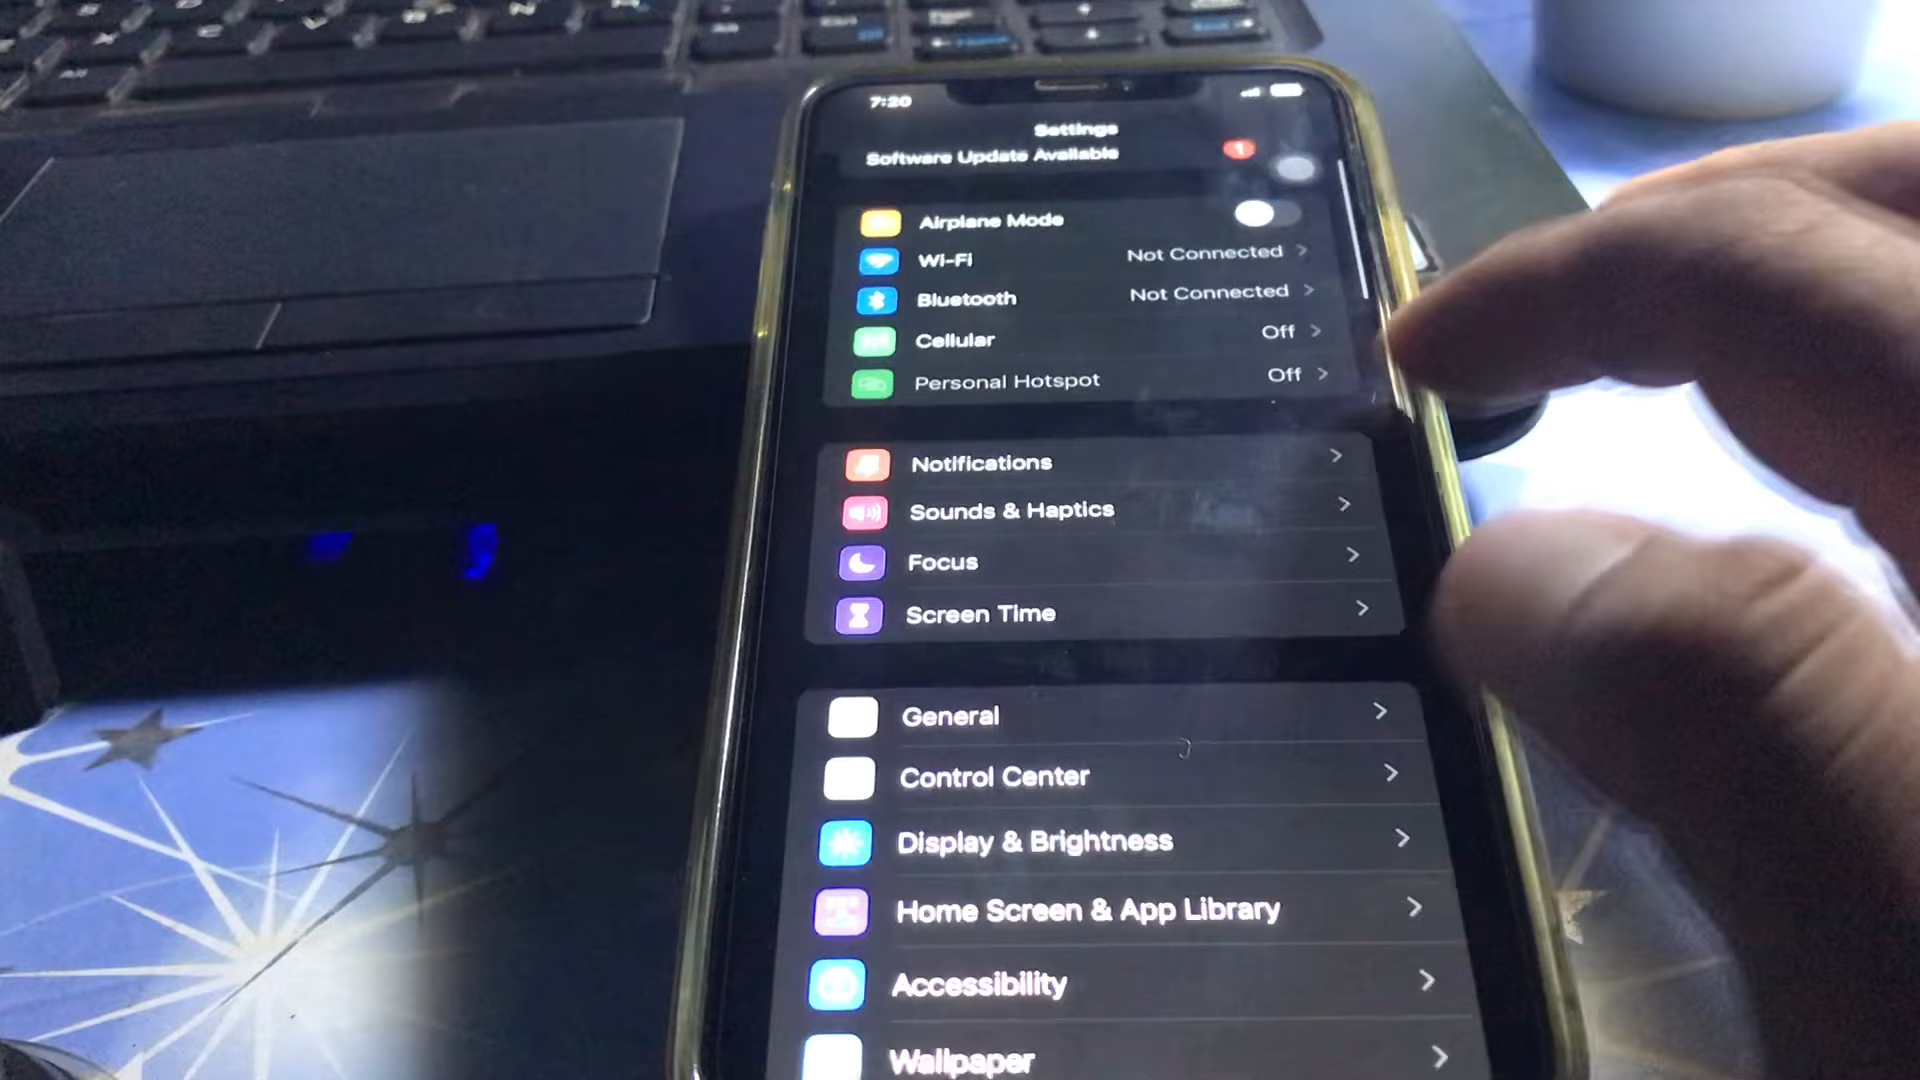 7:20
Settings
Software Update Available 1
Airplane Mode
Wi-Fi Not Connected
Bluetooth Not Connected
Cellular Off
Personal Hotspot Off
Notifications
Sounds & Haptics
Focus
Screen Time
General
Control Center
Display & Brightness
Home Screen & App Library
Accessibility
Wallpaper